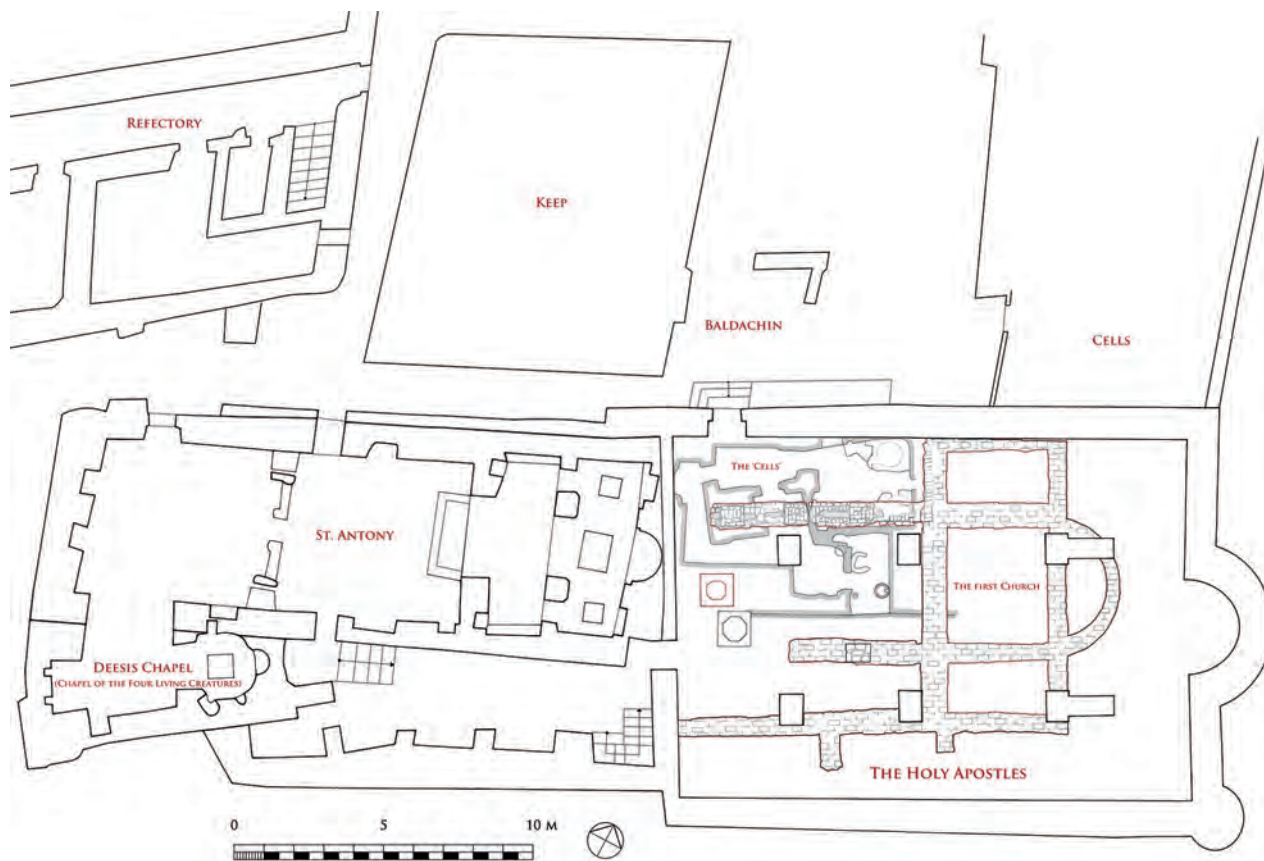 REFECTORY
KEEP
BALDACHIN
CELLS
THE 'CELLS'
ST. ANTONY
THE FIRST CHURCH
DEESIS CHAPEL
(CHAPEL OF THE FOUR LIVING CREATURES)
THE HOLY APOSTLES
0 5 10 M